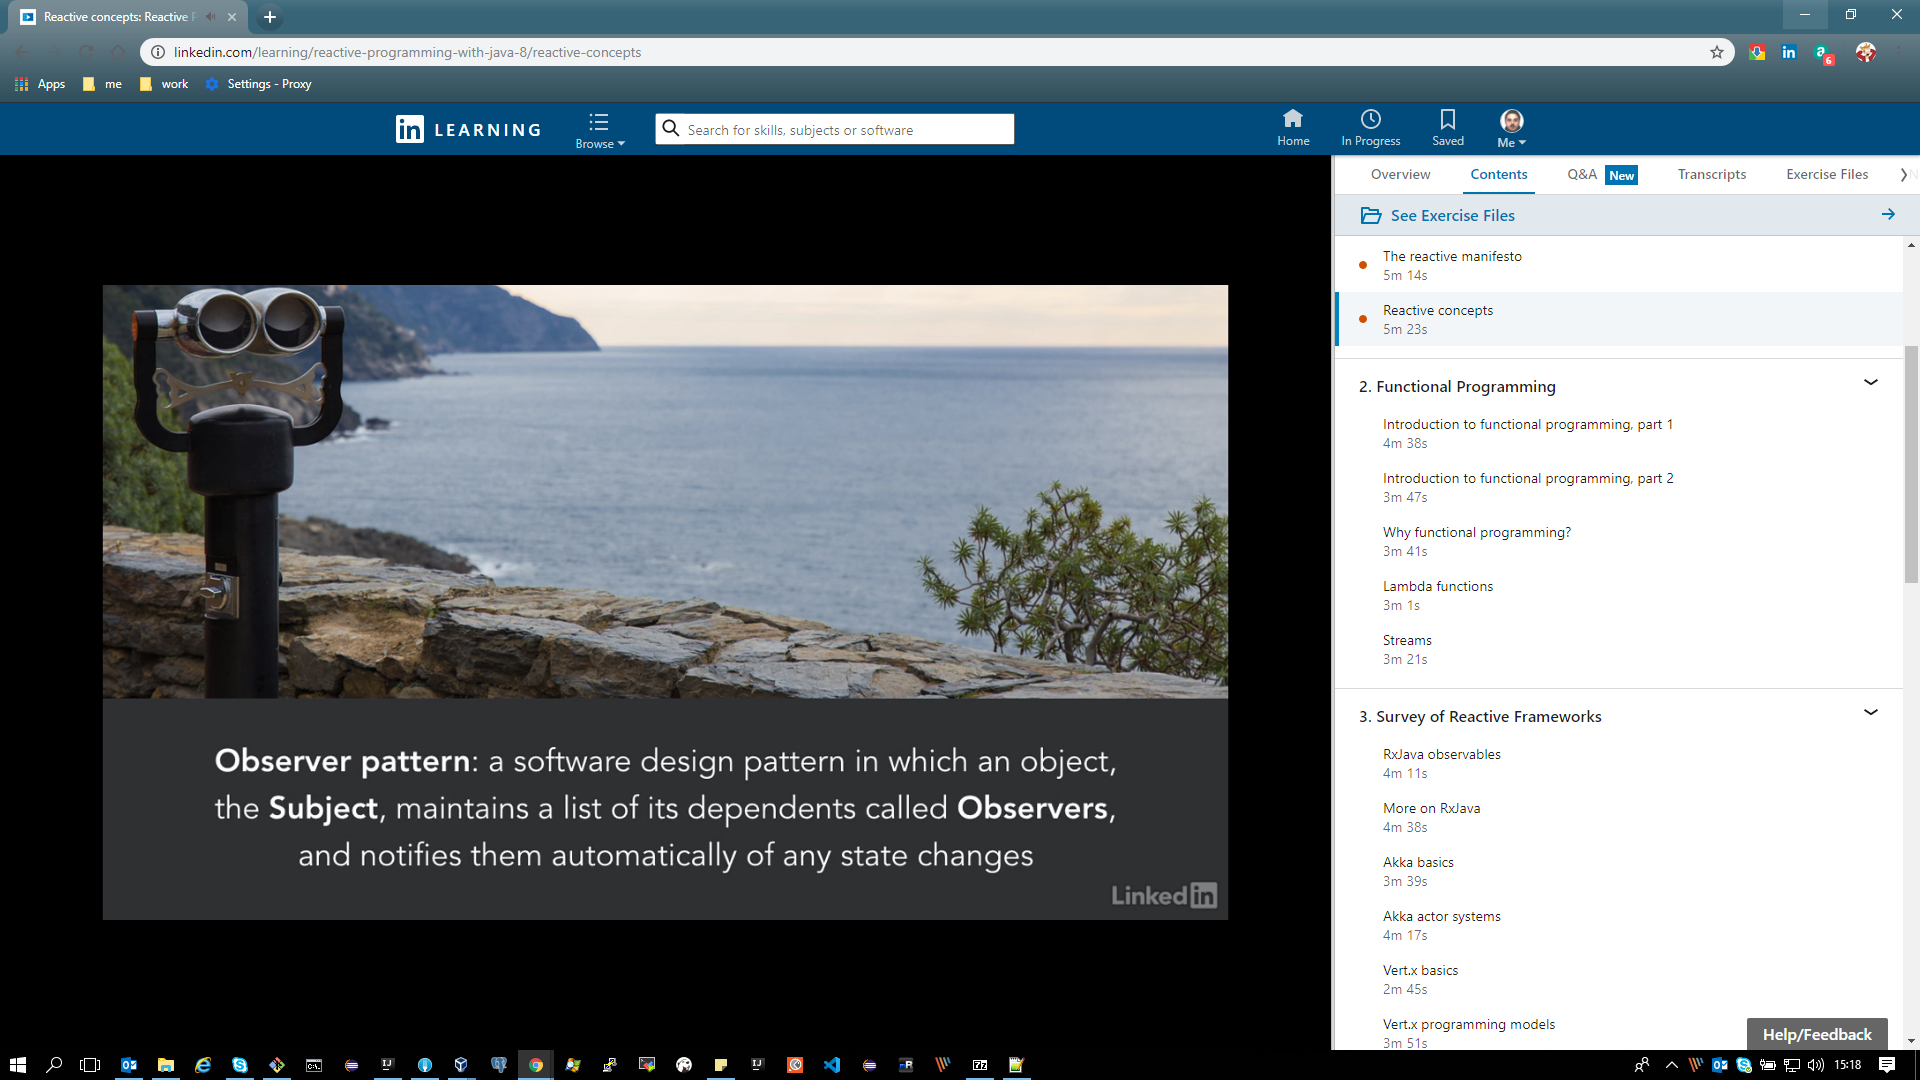 Reactive concepts: Reactive
linkedin.com/learning/reactive-programming-with-java-8/reactive-concepts
6
Apps
me
work
Settings - Proxy
in LEARNING
Browse
Search for skills, subjects or software
Home
In Progress
Saved
Me
Overview
Contents
Q&A New
Transcripts
Exercise Files
See Exercise Files
The reactive manifesto
5m 14s
Reactive concepts
5m 23s
2. Functional Programming
Introduction to functional programming, part 1
4m 38s
Introduction to functional programming, part 2
3m 47s
Why functional programming?
3m 41s
Lambda functions
3m 1s
Streams
3m 21s
3. Survey of Reactive Frameworks
RxJava observables
4m 11s
More on RxJava
4m 38s
Akka basics
3m 39s
Akka actor systems
4m 17s
Vert.x basics
2m 45s
Vert.x programming models
3m 51s
Help/Feedback
Observer pattern: a software design pattern in which an object,
the Subject, maintains a list of its dependents called Observers,
and notifies them automatically of any state changes
Linked in
15:18